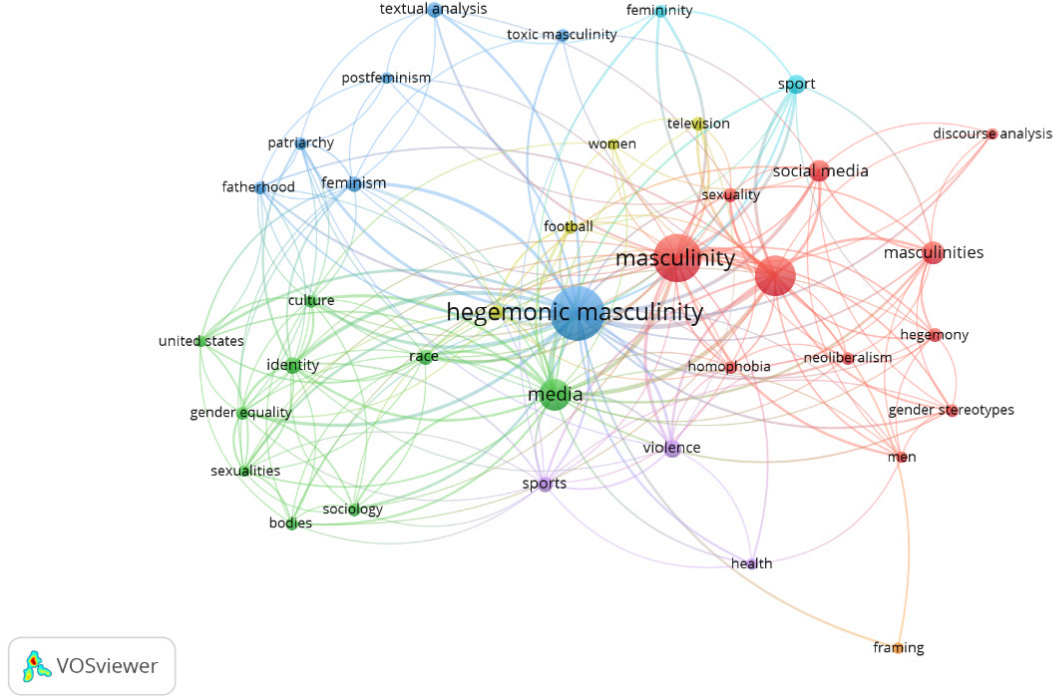 textual analysis
femininity
toxic masculinity
postfeminism
sport
television
discourse analysis
women
patriarchy
social media
feminism
fatherhood
sexuality
football
masculinities
masculinity
culture
hegemonic masculinity
hegemony
united states
race
neoliberalism
identity
homophobia
media
gender equality
gender stereotypes
violence
men
sexualities
sports
sociology
bodies
health
framing
VOSviewer